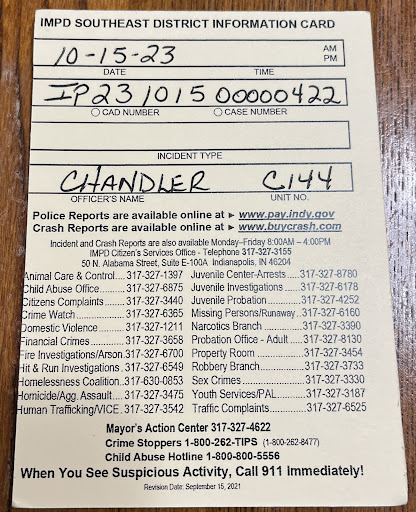 IMPD SOUTHEAST DISTRICT INFORMATION CARD
10-15-23 AM
PM
DATE TIME
IP231015 00000422
CAD NUMBER CASE NUMBER
INCIDENT TYPE
CHANDLER C144
OFFICER'S NAME UNIT NO.
Police Reports are available online at ► www.pay.indy.gov
Crash Reports are available online at ► www.buycrash.com
Incident and Crash Reports are also available Monday–Friday 8:00AM – 4:00PM
IMPD Citizen's Services Office - Telephone 317-327-3155
50 N. Alabama Street, Suite E-100A Indianapolis, IN 46204
Animal Care & Control.... 317-327-1397 Juvenile Center-Arrests.....317-327-8780
Child Abuse Office..........317-327-6875 Juvenile Investigations ......317-327-6178
Citizens Complaints........317-327-3440 Juvenile Probation..............317-327-4252
Crime Watch...................317-327-6365 Missing Persons/Runaway..317-327-6160
Domestic Violence..........317-327-1211 Narcotics Branch ...............317-327-3390
Financial Crimes.............317-327-3658 Probation Office - Adult ......317-327-8130
Fire Investigations/Arson.317-327-6700 Property Room ..................317-327-3454
Hit & Run Investigations..317-327-6549 Robbery Branch.................317-327-3733
Homelessness Coalition..317-630-0853 Sex Crimes ........................317-327-3330
Homicide/Agg. Assault....317-327-3475 Youth Services/PAL............317-327-3187
Human Trafficking/VICE.317-327-3542 Traffic Complaints...............317-327-6525
Mayor's Action Center 317-327-4622
Crime Stoppers 1-800-262-TIPS (1-800-262-8477)
Child Abuse Hotline 1-800-800-5556
When You See Suspicious Activity, Call 911 Immediately!
Revision Date: September 15, 2021